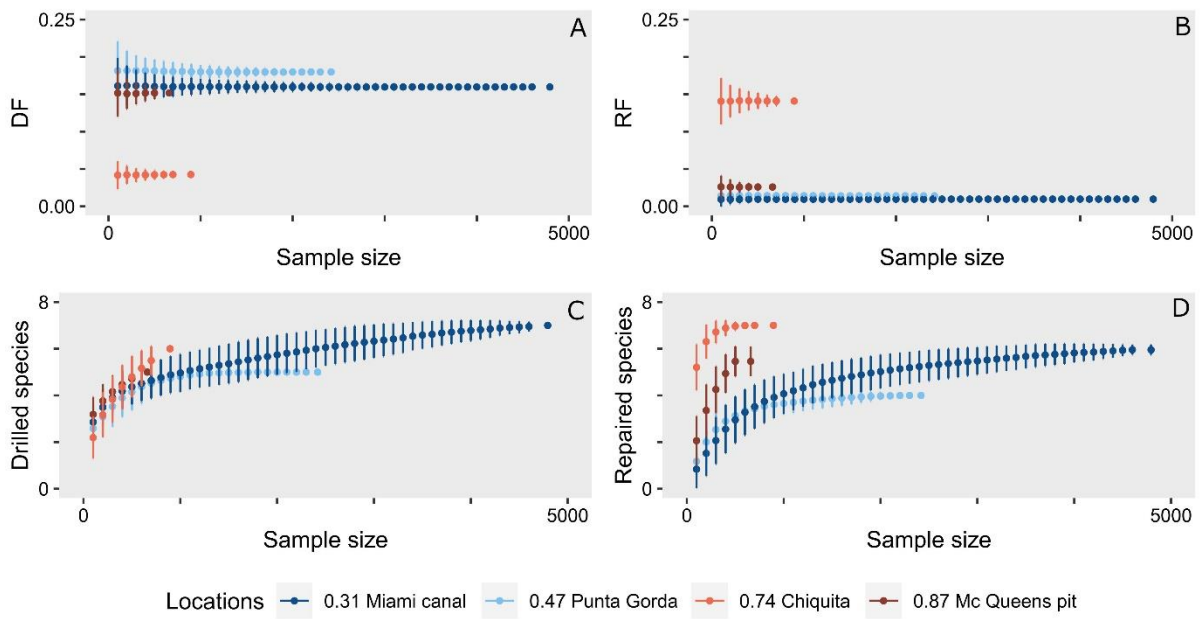 0.25
A
DF
0.00
0
5000
Sample size
0.25
B
RF
0.00
0
5000
Sample size
8
C
Drilled species
0
0
5000
Sample size
8
D
Repaired species
0
0
5000
Sample size
Locations 0.31 Miami canal 0.47 Punta Gorda 0.74 Chiquita 0.87 Mc Queens pit